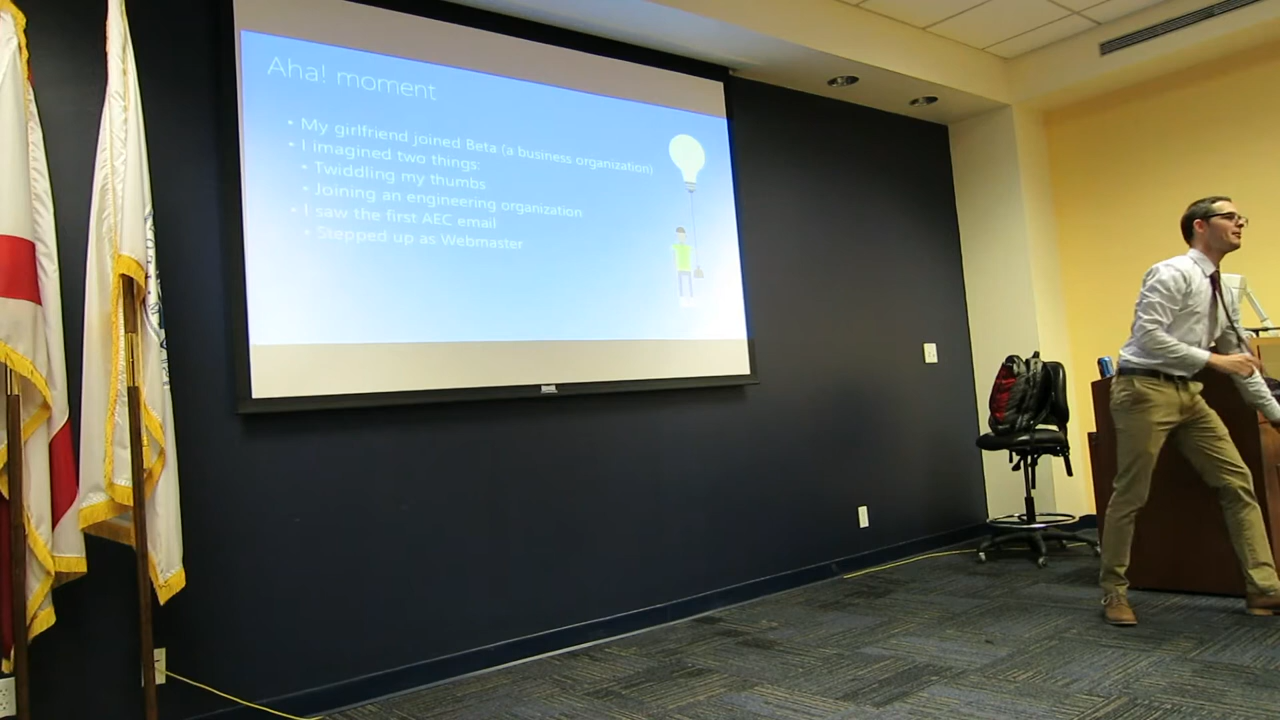 Aha! moment
• My girlfriend joined Beta (a business organization)
• I imagined two things:
• Twiddling my thumbs
• Joining an engineering organization
• I saw the first AEC email
• Stepped up as Webmaster